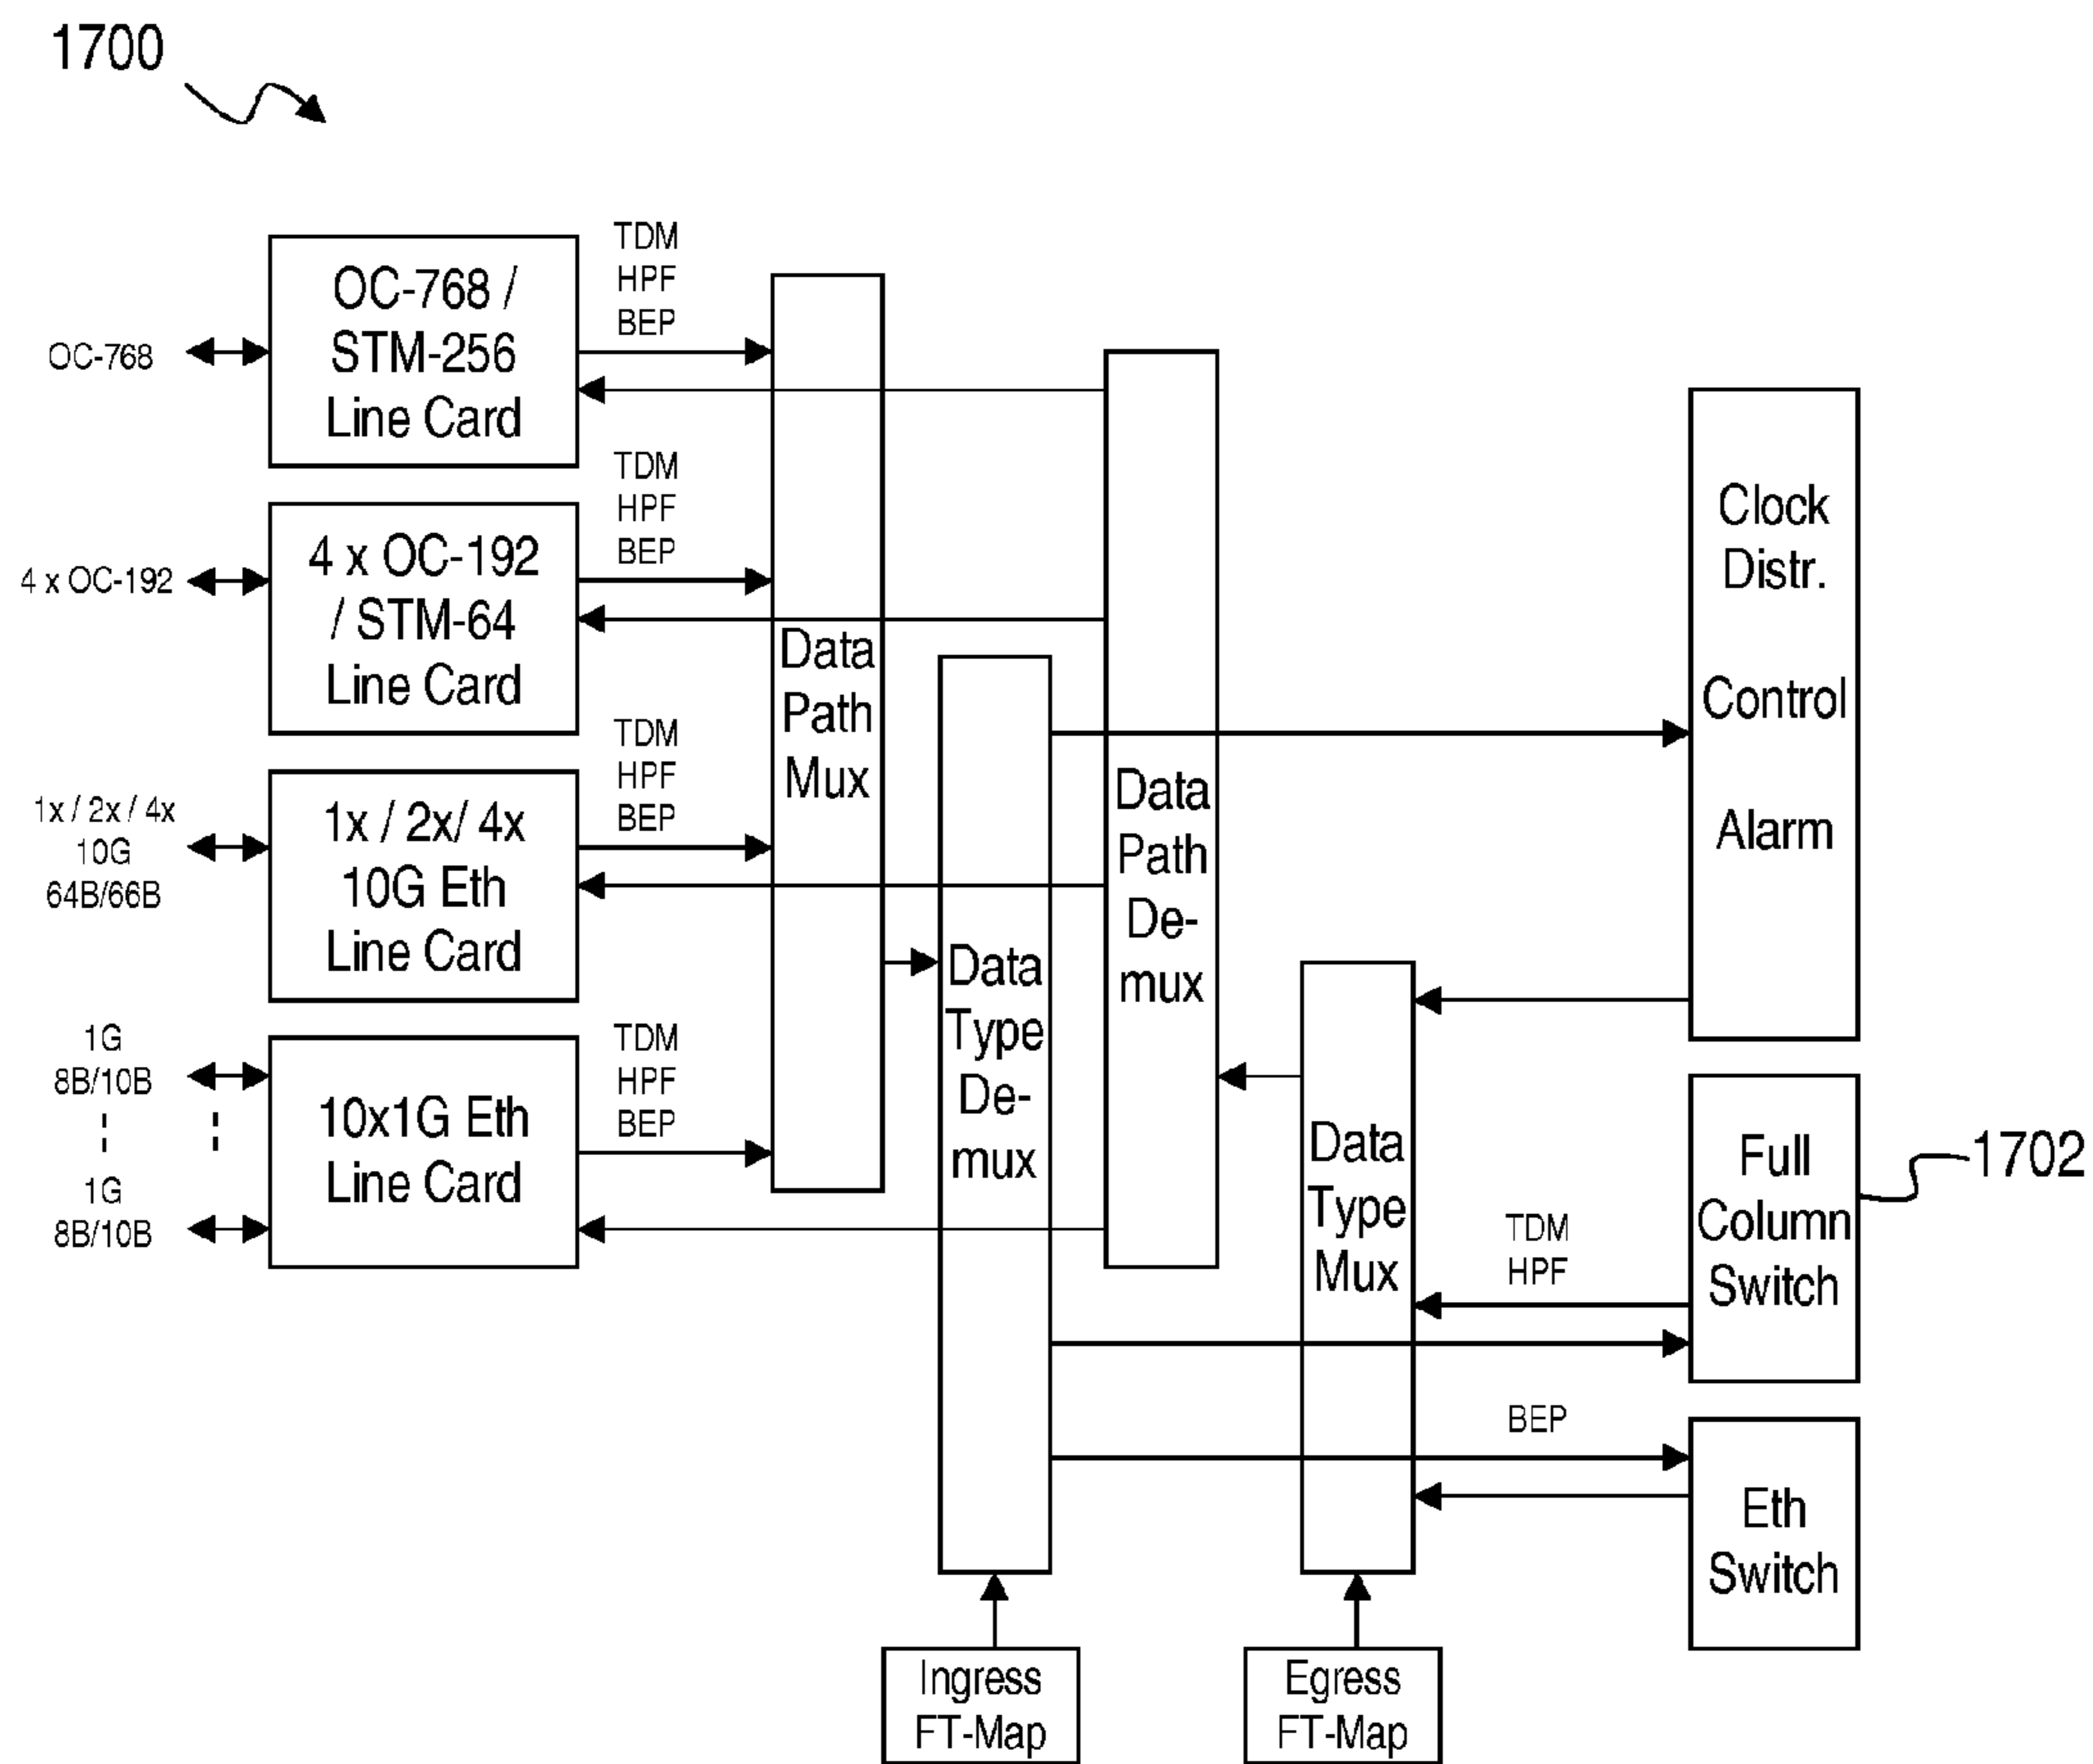 1700
OC-768
OC-768 /
STM-256
Line Card
TDM
HPF
BEP
4 x OC-192
4 x OC-192
/ STM-64
Line Card
TDM
HPF
BEP
1x / 2x / 4x
10G
64B/66B
1x / 2x/ 4x
10G Eth
Line Card
TDM
HPF
BEP
1G
8B/10B
1G
8B/10B
10x1G Eth
Line Card
TDM
HPF
BEP
Data
Path
Mux
Data
Type
De-
mux
Data
Path
De-
mux
Data
Type
Mux
Clock
Distr.
Control
Alarm
Full
Column
Switch
1702
TDM
HPF
BEP
Eth
Switch
Ingress
FT-Map
Egress
FT-Map